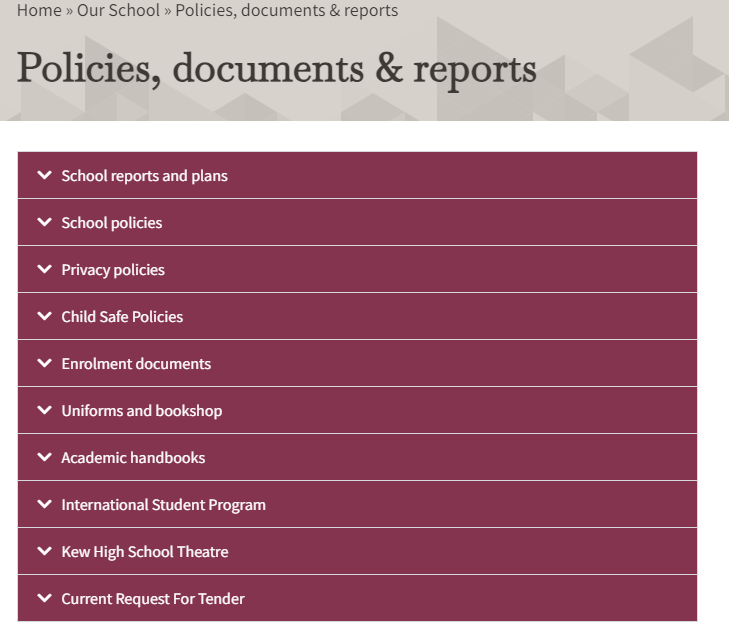 Home » Our School » Policies, documents & reports
Policies, documents & reports
School reports and plans
School policies
Privacy policies
Child Safe Policies
Enrolment documents
Uniforms and bookshop
Academic handbooks
International Student Program
Kew High School Theatre
Current Request For Tender